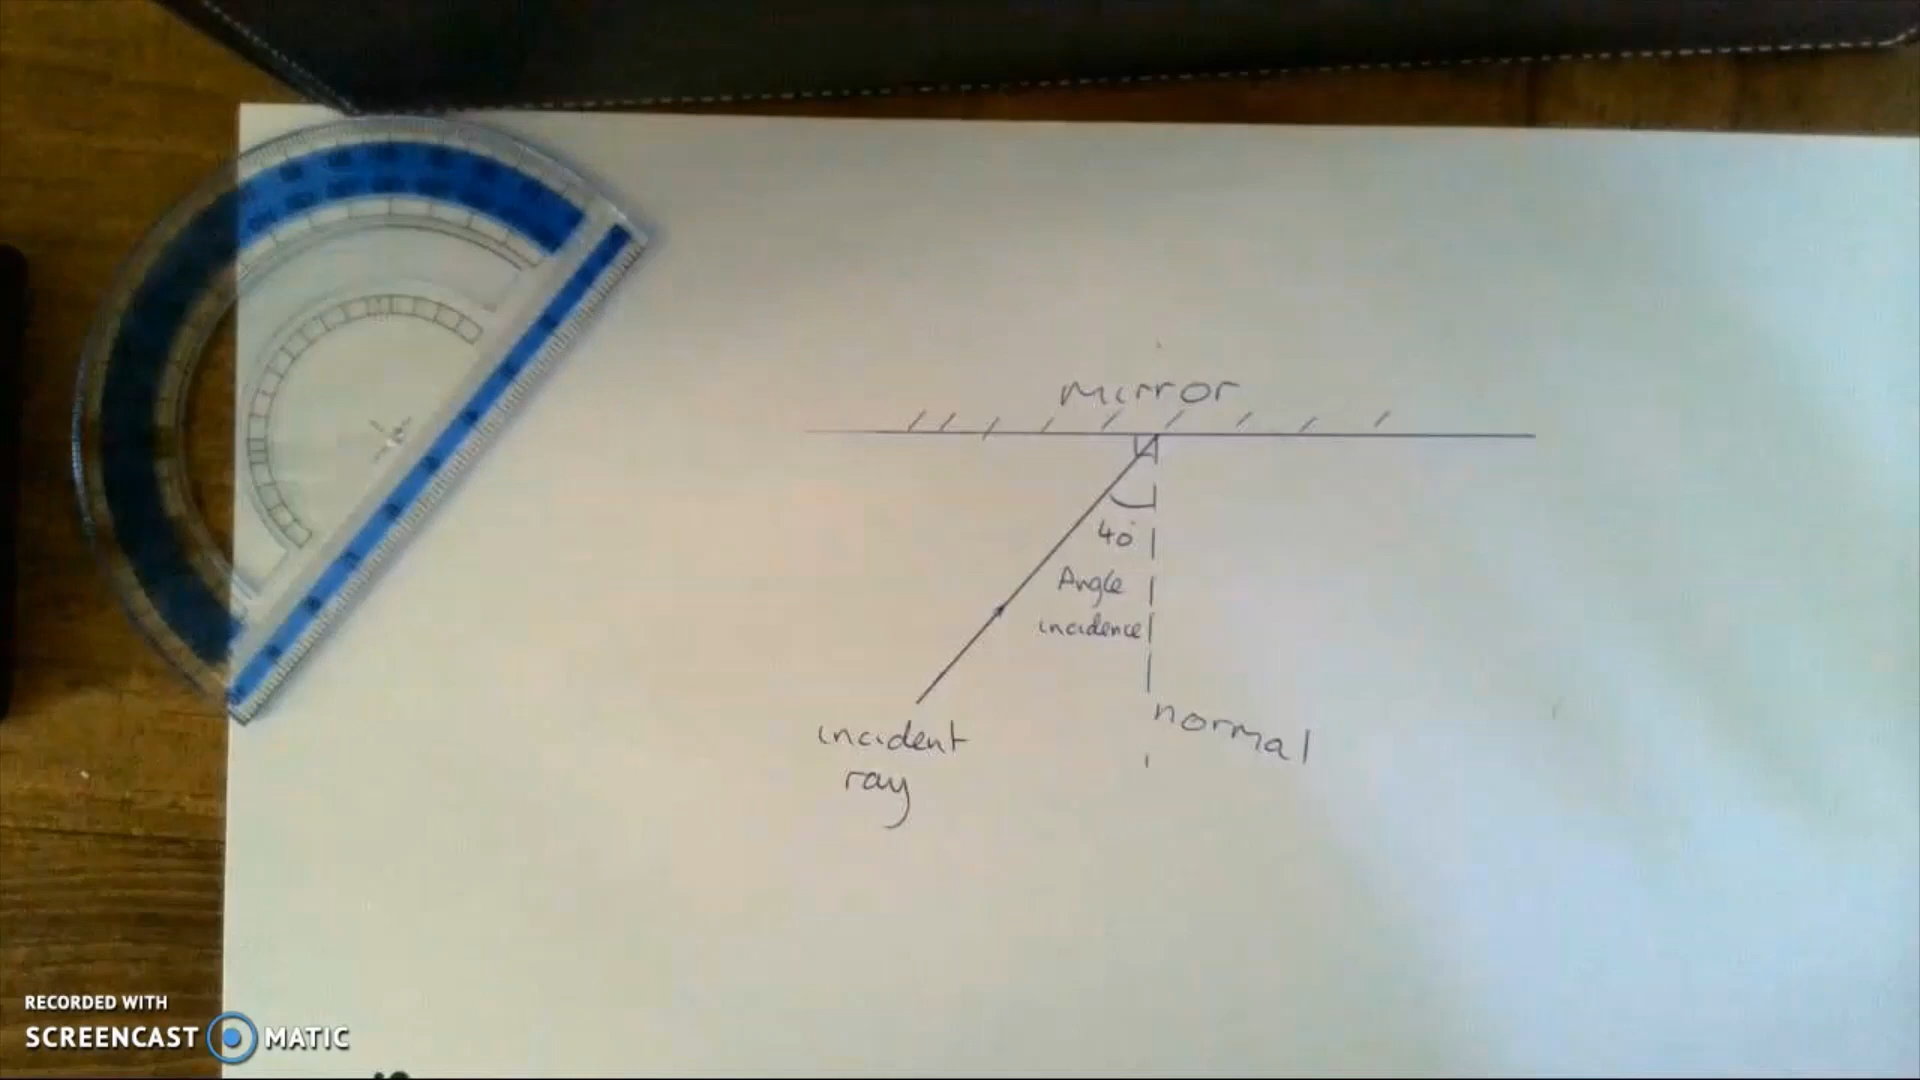 mirror
40°
Angle
incidence
normal
incident
ray
RECORDED WITH
SCREENCAST MATIC